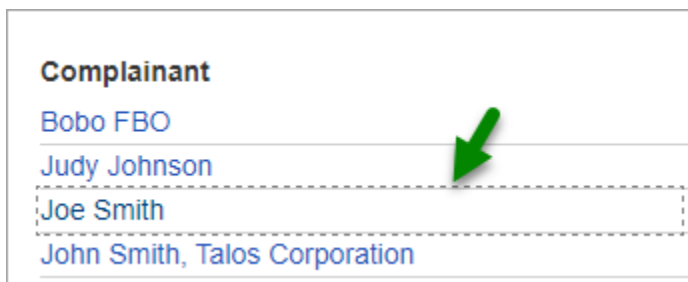 Complainant
Bobo FBO
Judy Johnson
Joe Smith
John Smith, Talos Corporation